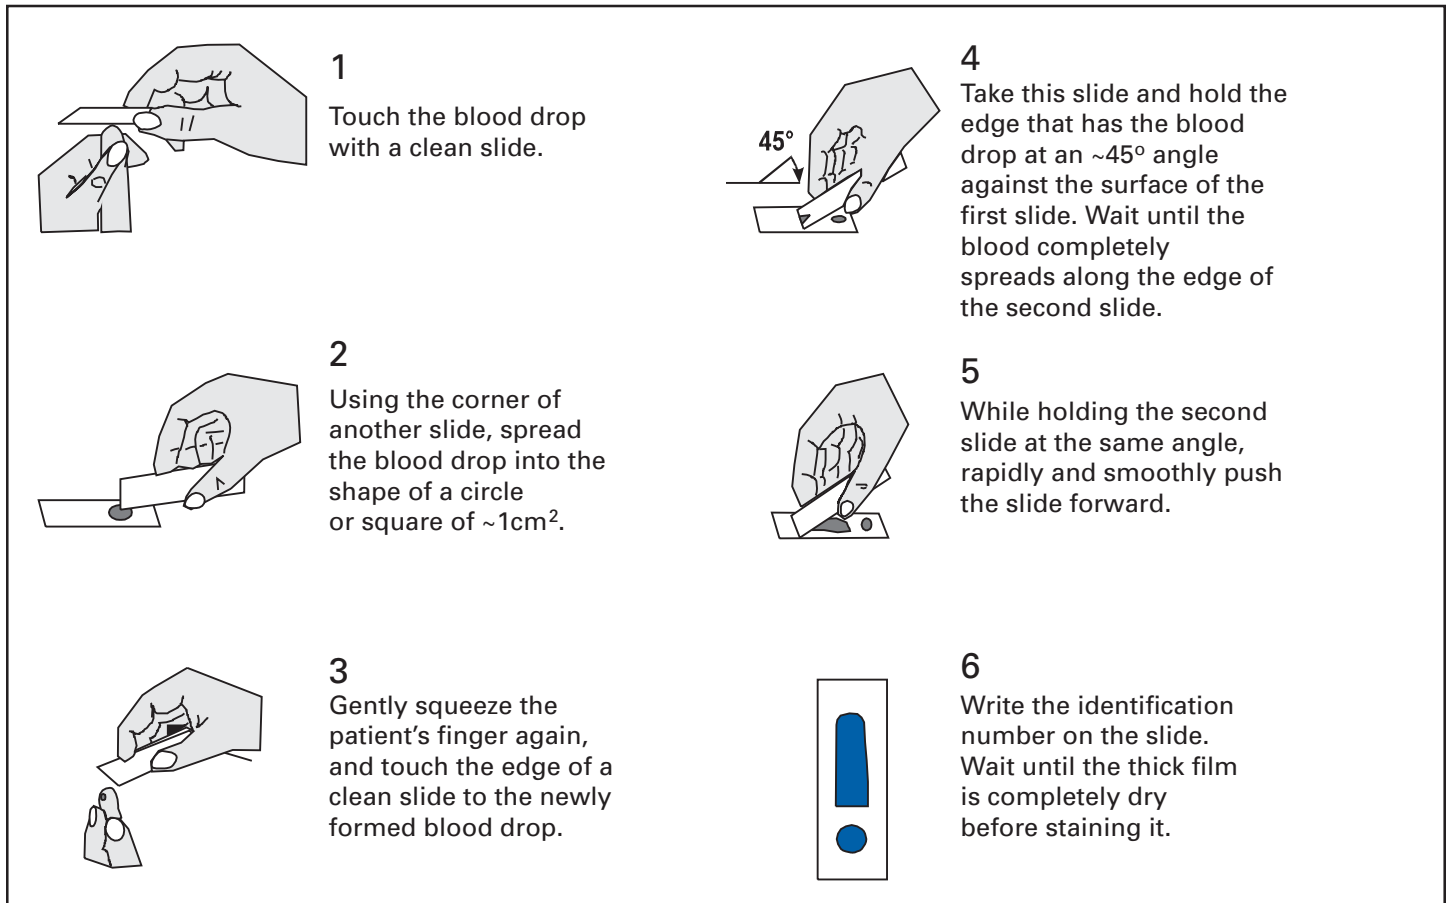 1
Touch the blood drop
with a clean slide.
2
Using the corner of
another slide, spread
the blood drop into the
shape of a circle
or square of ~1cm².
3
Gently squeeze the
patient's finger again,
and touch the edge of a
clean slide to the newly
formed blood drop.
4
Take this slide and hold the
edge that has the blood
drop at an ~45º angle
against the surface of the
first slide. Wait until the
blood completely
spreads along the edge of
the second slide.
45°
5
While holding the second
slide at the same angle,
rapidly and smoothly push
the slide forward.
6
Write the identification
number on the slide.
Wait until the thick film
is completely dry
before staining it.